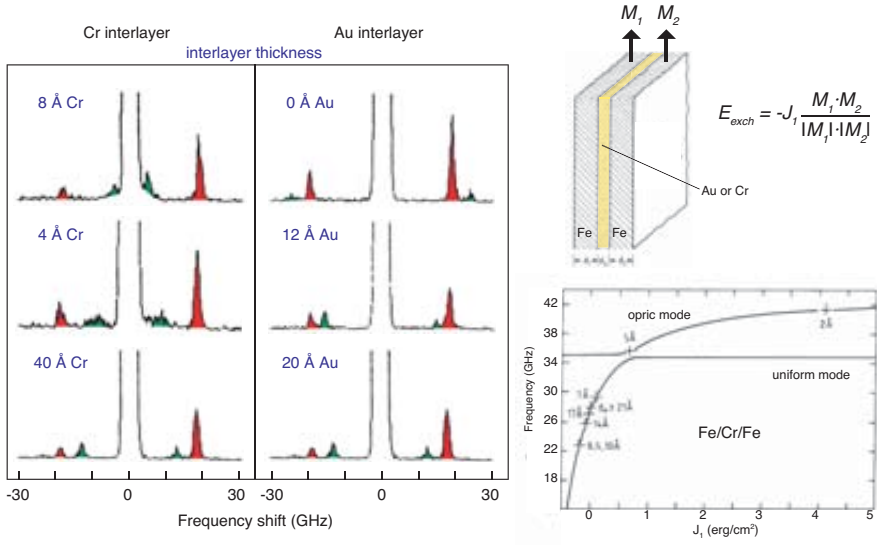 Cr interlayer
Au interlayer
interlayer thickness
8 Å Cr
0 Å Au
4 Å Cr
12 Å Au
40 Å Cr
20 Å Au
-30 0 30
-30 0 30
Frequency shift (GHz)
M1 M2
Eexch = -J1 M1·M2 / |M1|·|M2|
Au or Cr
Fe Fe
42
38
34
30
26
22
18
Frequency (GHz)
opric mode
5Å
2Å
uniform mode
Fe/Cr/Fe
0 1 2 3 4 5
J1 (erg/cm²)